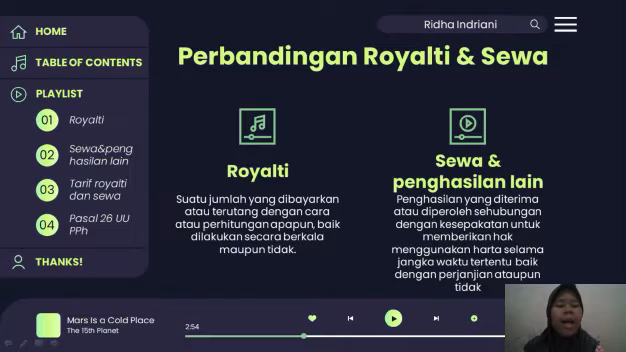 Ridha Indriani
HOME
TABLE OF CONTENTS
PLAYLIST
01 Royalti
02 Sewa&peng
hasilan lain
03 Tarif royalti
dan sewa
04 Pasal 26 UU
PPh
THANKS!
Perbandingan Royalti & Sewa
Royalti
Suatu jumlah yang dibayarkan
atau terutang dengan cara
atau perhitungan apapun, baik
dilakukan secara berkala
maupun tidak.
Sewa &
penghasilan lain
Penghasilan yang diterima
atau diperoleh sehubungan
dengan kesepakatan untuk
memberikan hak
menggunakan harta selama
jangka waktu tertentu baik
dengan perjanjian ataupun
tidak
Mars Is a Cold Place
The 15th Planet
2:54